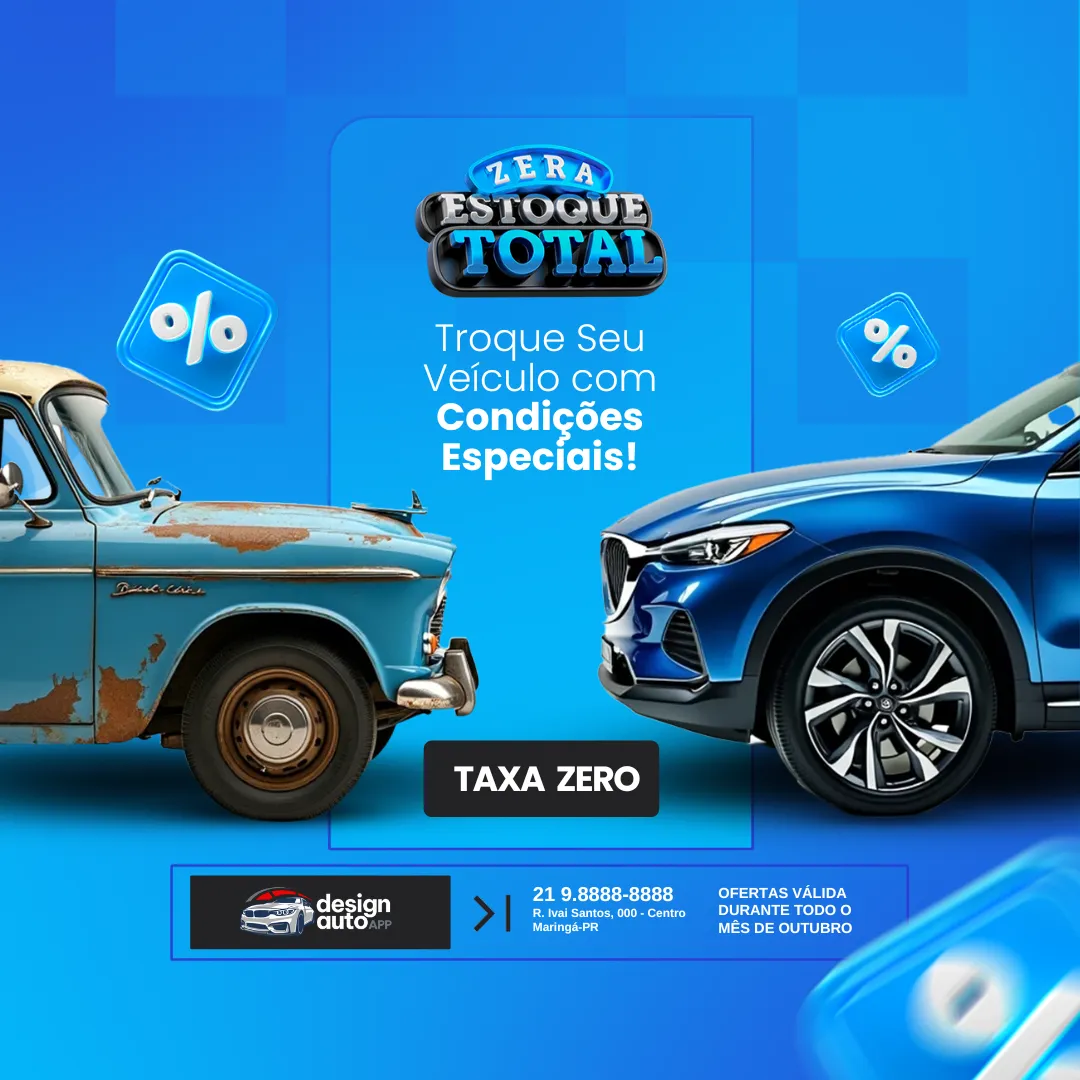 ZERA
ESTOQUE
TOTAL
Troque Seu
Veículo com
Condições
Especiais!
TAXA ZERO
design
auto APP
21 9.8888-8888
R. Ivai Santos, 000 - Centro
Maringá-PR
OFERTAS VÁLIDA
DURANTE TODO O
MÊS DE OUTUBRO
%
%
%